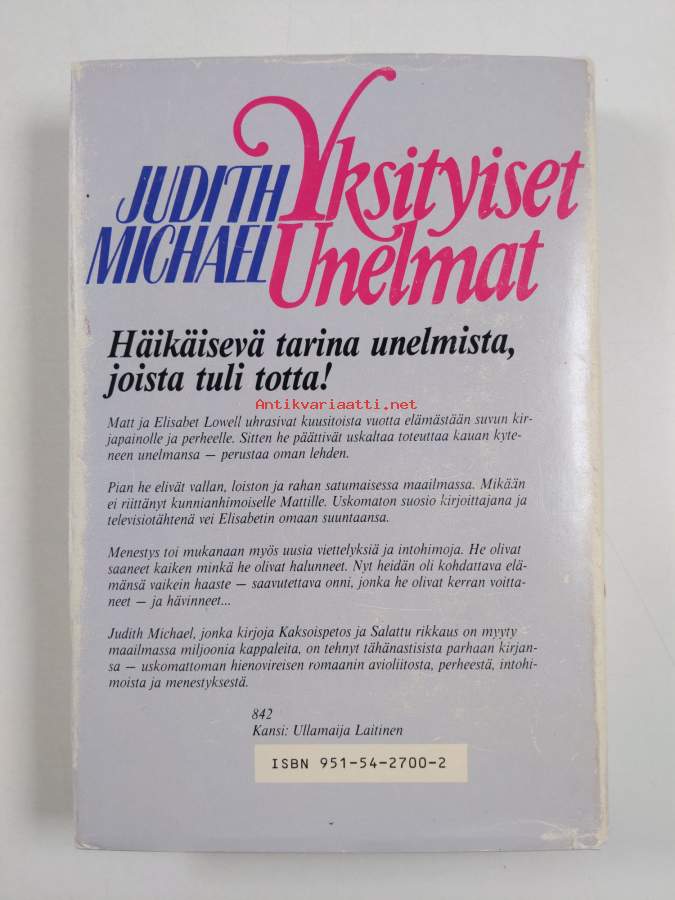 JUDITH
MICHAEL
Yksityiset
Unelmat
Häikäisevä tarina unelmista,
joista tuli totta!
Antikvariaatti.net
Matt ja Elisabet Lowell uhrasivat kuusitoista vuotta elämästään suvun kir-
japainolle ja perheelle. Sitten he päättivät uskaltaa toteuttaa kauan kyte-
neen unelmansa — perustaa oman lehden.
Pian he elivät vallan, loiston ja rahan satumaisessa maailmassa. Mikään
ei riittänyt kunnianhimoiselle Mattille. Uskomaton suosio kirjoittajana ja
televisiotähtenä vei Elisabetin omaan suuntaansa.
Menestys toi mukanaan myös uusia viettelyksiä ja intohimoja. He olivat
saaneet kaiken minkä he olivat halunneet. Nyt heidän oli kohdattava elä-
mänsä vaikein haaste — saavutettava onni, jonka he olivat kerran voitta-
neet — ja hävinneet...
Judith Michael, jonka kirjoja Kaksoispetos ja Salattu rikkaus on myyty
maailmassa miljoonia kappaleita, on tehnyt tähänastisista parhaan kirjan-
sa — uskomattoman hienovireisen romaanin avioliitosta, perheestä, intohi-
moista ja menestyksestä.
842
Kansi: Ullamaija Laitinen
ISBN 951-54-2700-2